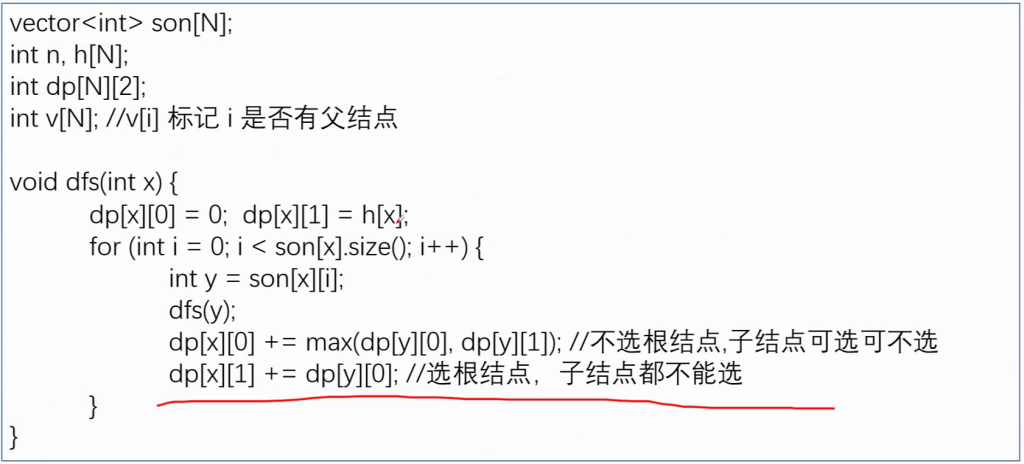 vector<int> son[N];
int n, h[N];
int dp[N][2];
int v[N]; //v[i] 标记 i 是否有父结点
void dfs(int x) {
dp[x][0] = 0;  dp[x][1] = h[x];
for (int i = 0; i < son[x].size(); i++) {
int y = son[x][i];
dfs(y);
dp[x][0] += max(dp[y][0], dp[y][1]); //不选根结点,子结点可选可不选
dp[x][1] += dp[y][0]; //选根结点，子结点都不能选
}
}